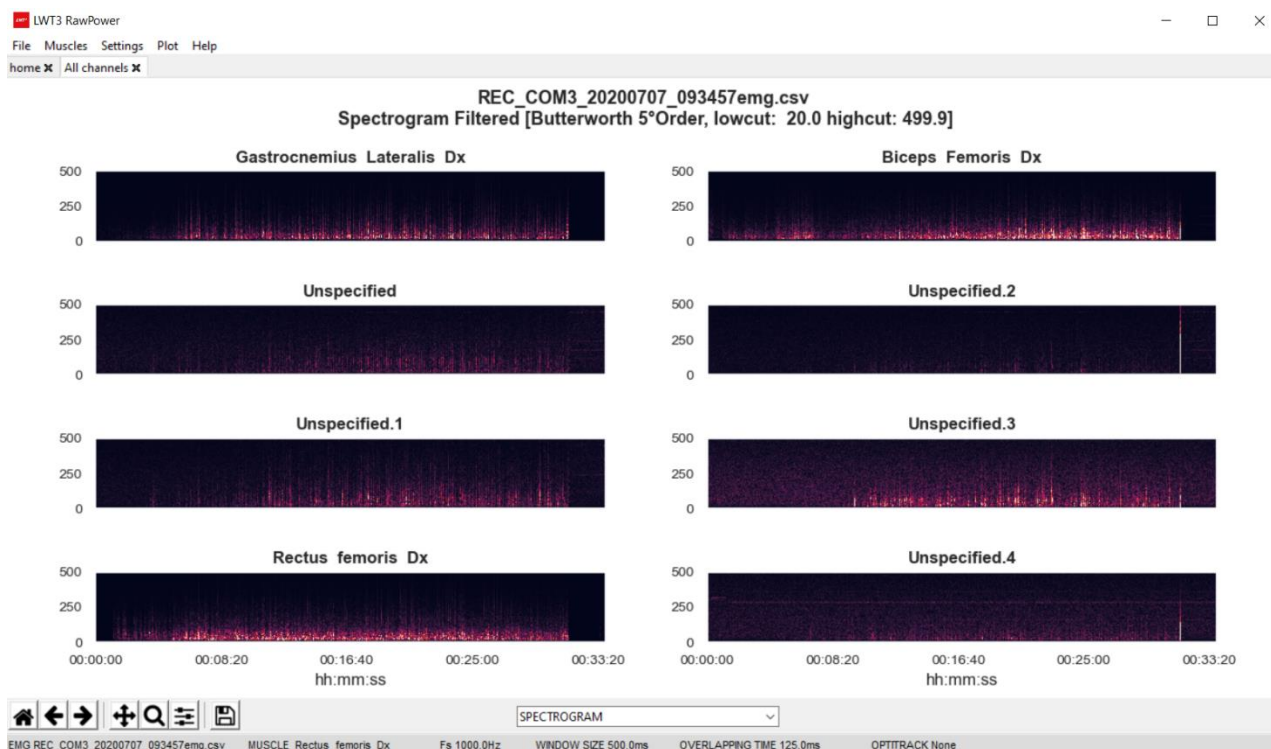 LWT3 RawPower
File Muscles Settings Plot Help
home All channels
REC_COM3_20200707_093457emg.csv
Spectrogram Filtered [Butterworth 5°Order, lowcut: 20.0 highcut: 499.9]
Gastrocnemius Lateralis Dx
500
250
0
Biceps Femoris Dx
500
250
0
Unspecified
500
250
0
Unspecified.2
500
250
0
Unspecified.1
500
250
0
Unspecified.3
500
250
0
Rectus femoris Dx
500
250
0
00:00:00 00:08:20 00:16:40 00:25:00 00:33:20
hh:mm:ss
Unspecified.4
500
250
0
00:00:00 00:08:20 00:16:40 00:25:00 00:33:20
hh:mm:ss
SPECTROGRAM
EMG REC_COM3_20200707_093457emg.csv MUSCLE Rectus femoris Dx Fs 1000.0Hz WINDOW SIZE 500.0ms OVERLAPPING TIME 125.0ms OPTITRACK None